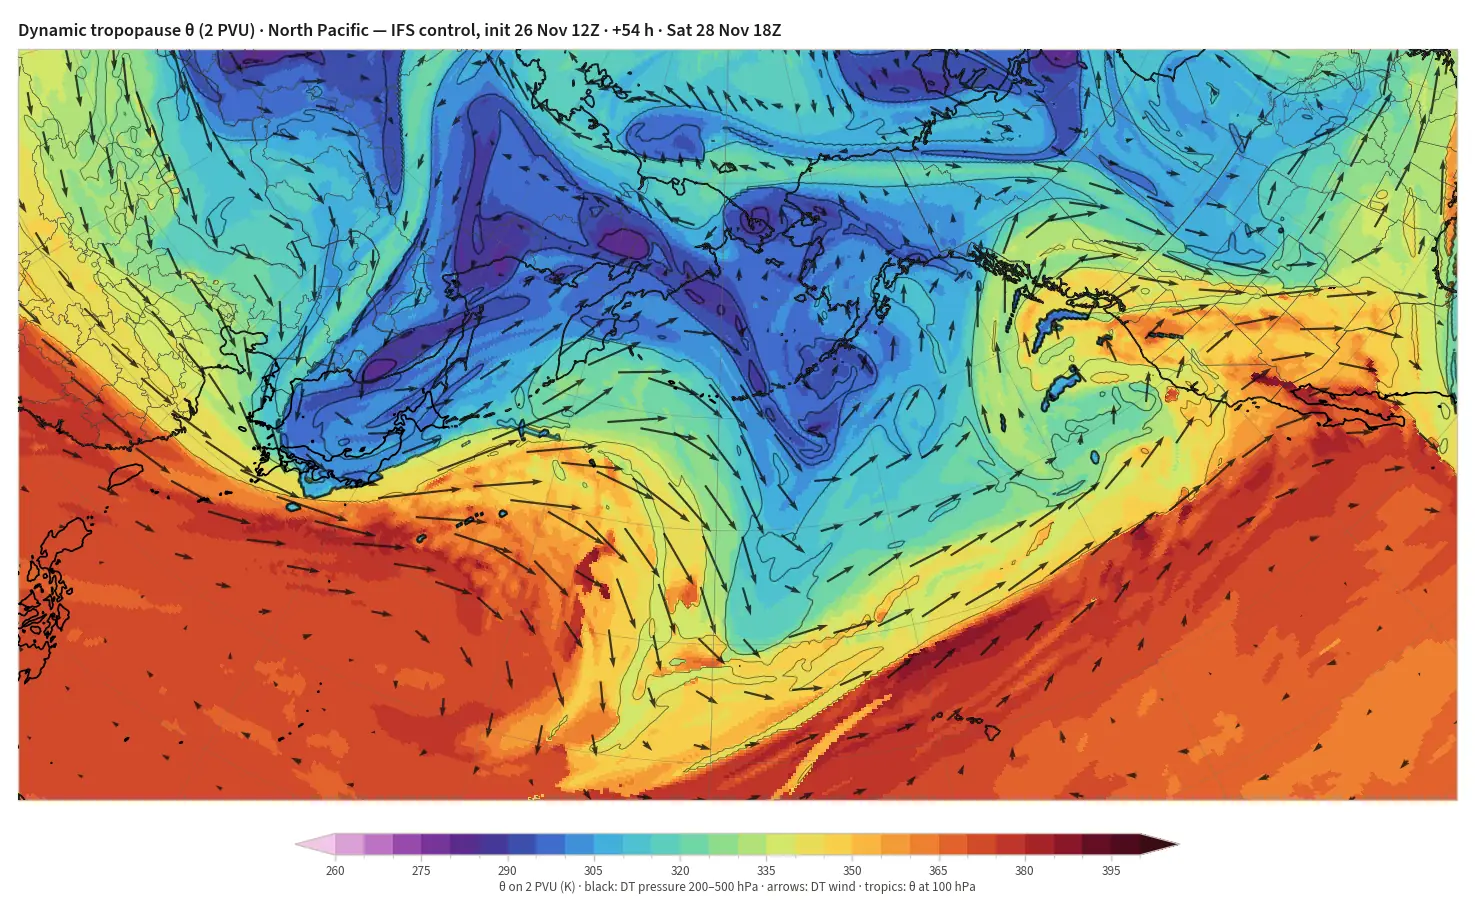 Dynamic tropopause θ (2 PVU) · North Pacific — IFS control, init 26 Nov 12Z · +54 h · Sat 28 Nov 18Z
260 275 290 305 320 335 350 365 380 395
θ on 2 PVU (K) · black: DT pressure 200–500 hPa · arrows: DT wind · tropics: θ at 100 hPa